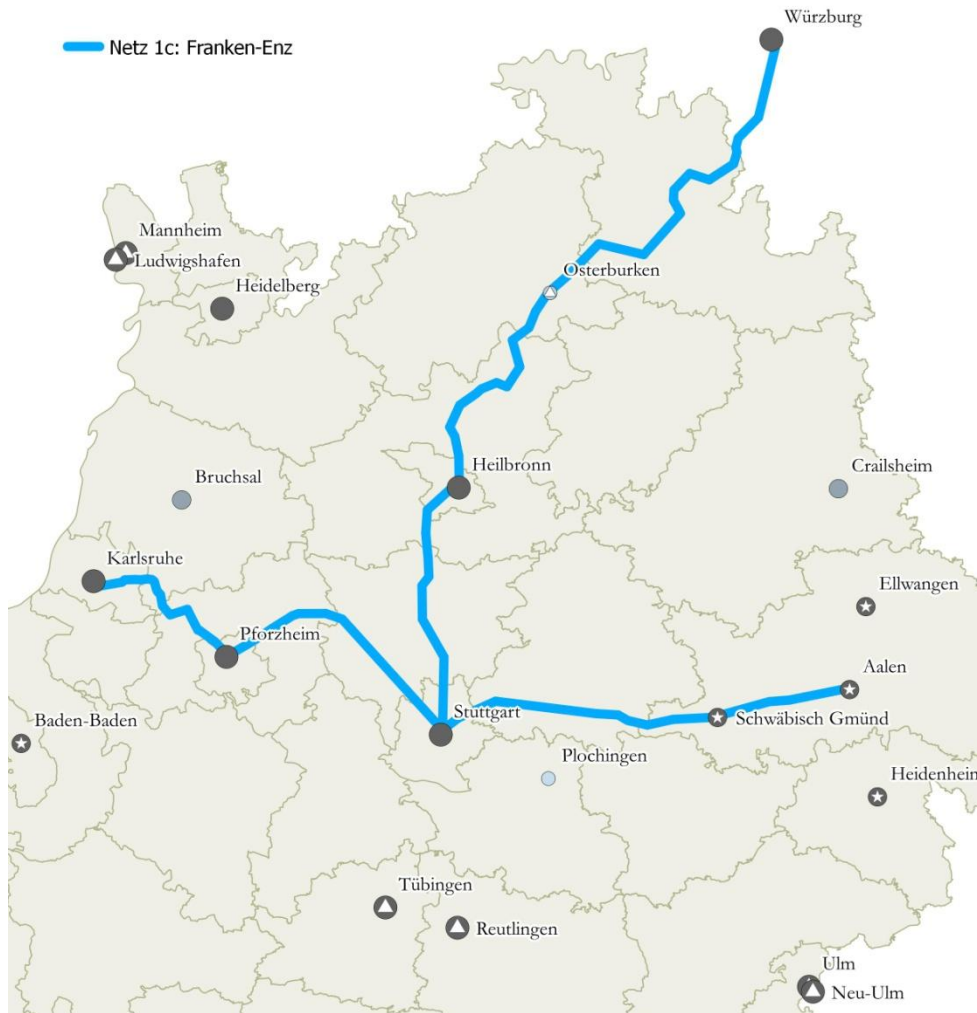 Würzburg
Netz 1c: Franken-Enz
Mannheim
Ludwigshafen
Osterburken
Heidelberg
Heilbronn
Crailsheim
Bruchsal
Karlsruhe
Ellwangen
Pforzheim
Aalen
Stuttgart
Schwäbisch Gmünd
Baden-Baden
Plochingen
Heidenheim
Tübingen
Reutlingen
Ulm
Neu-Ulm